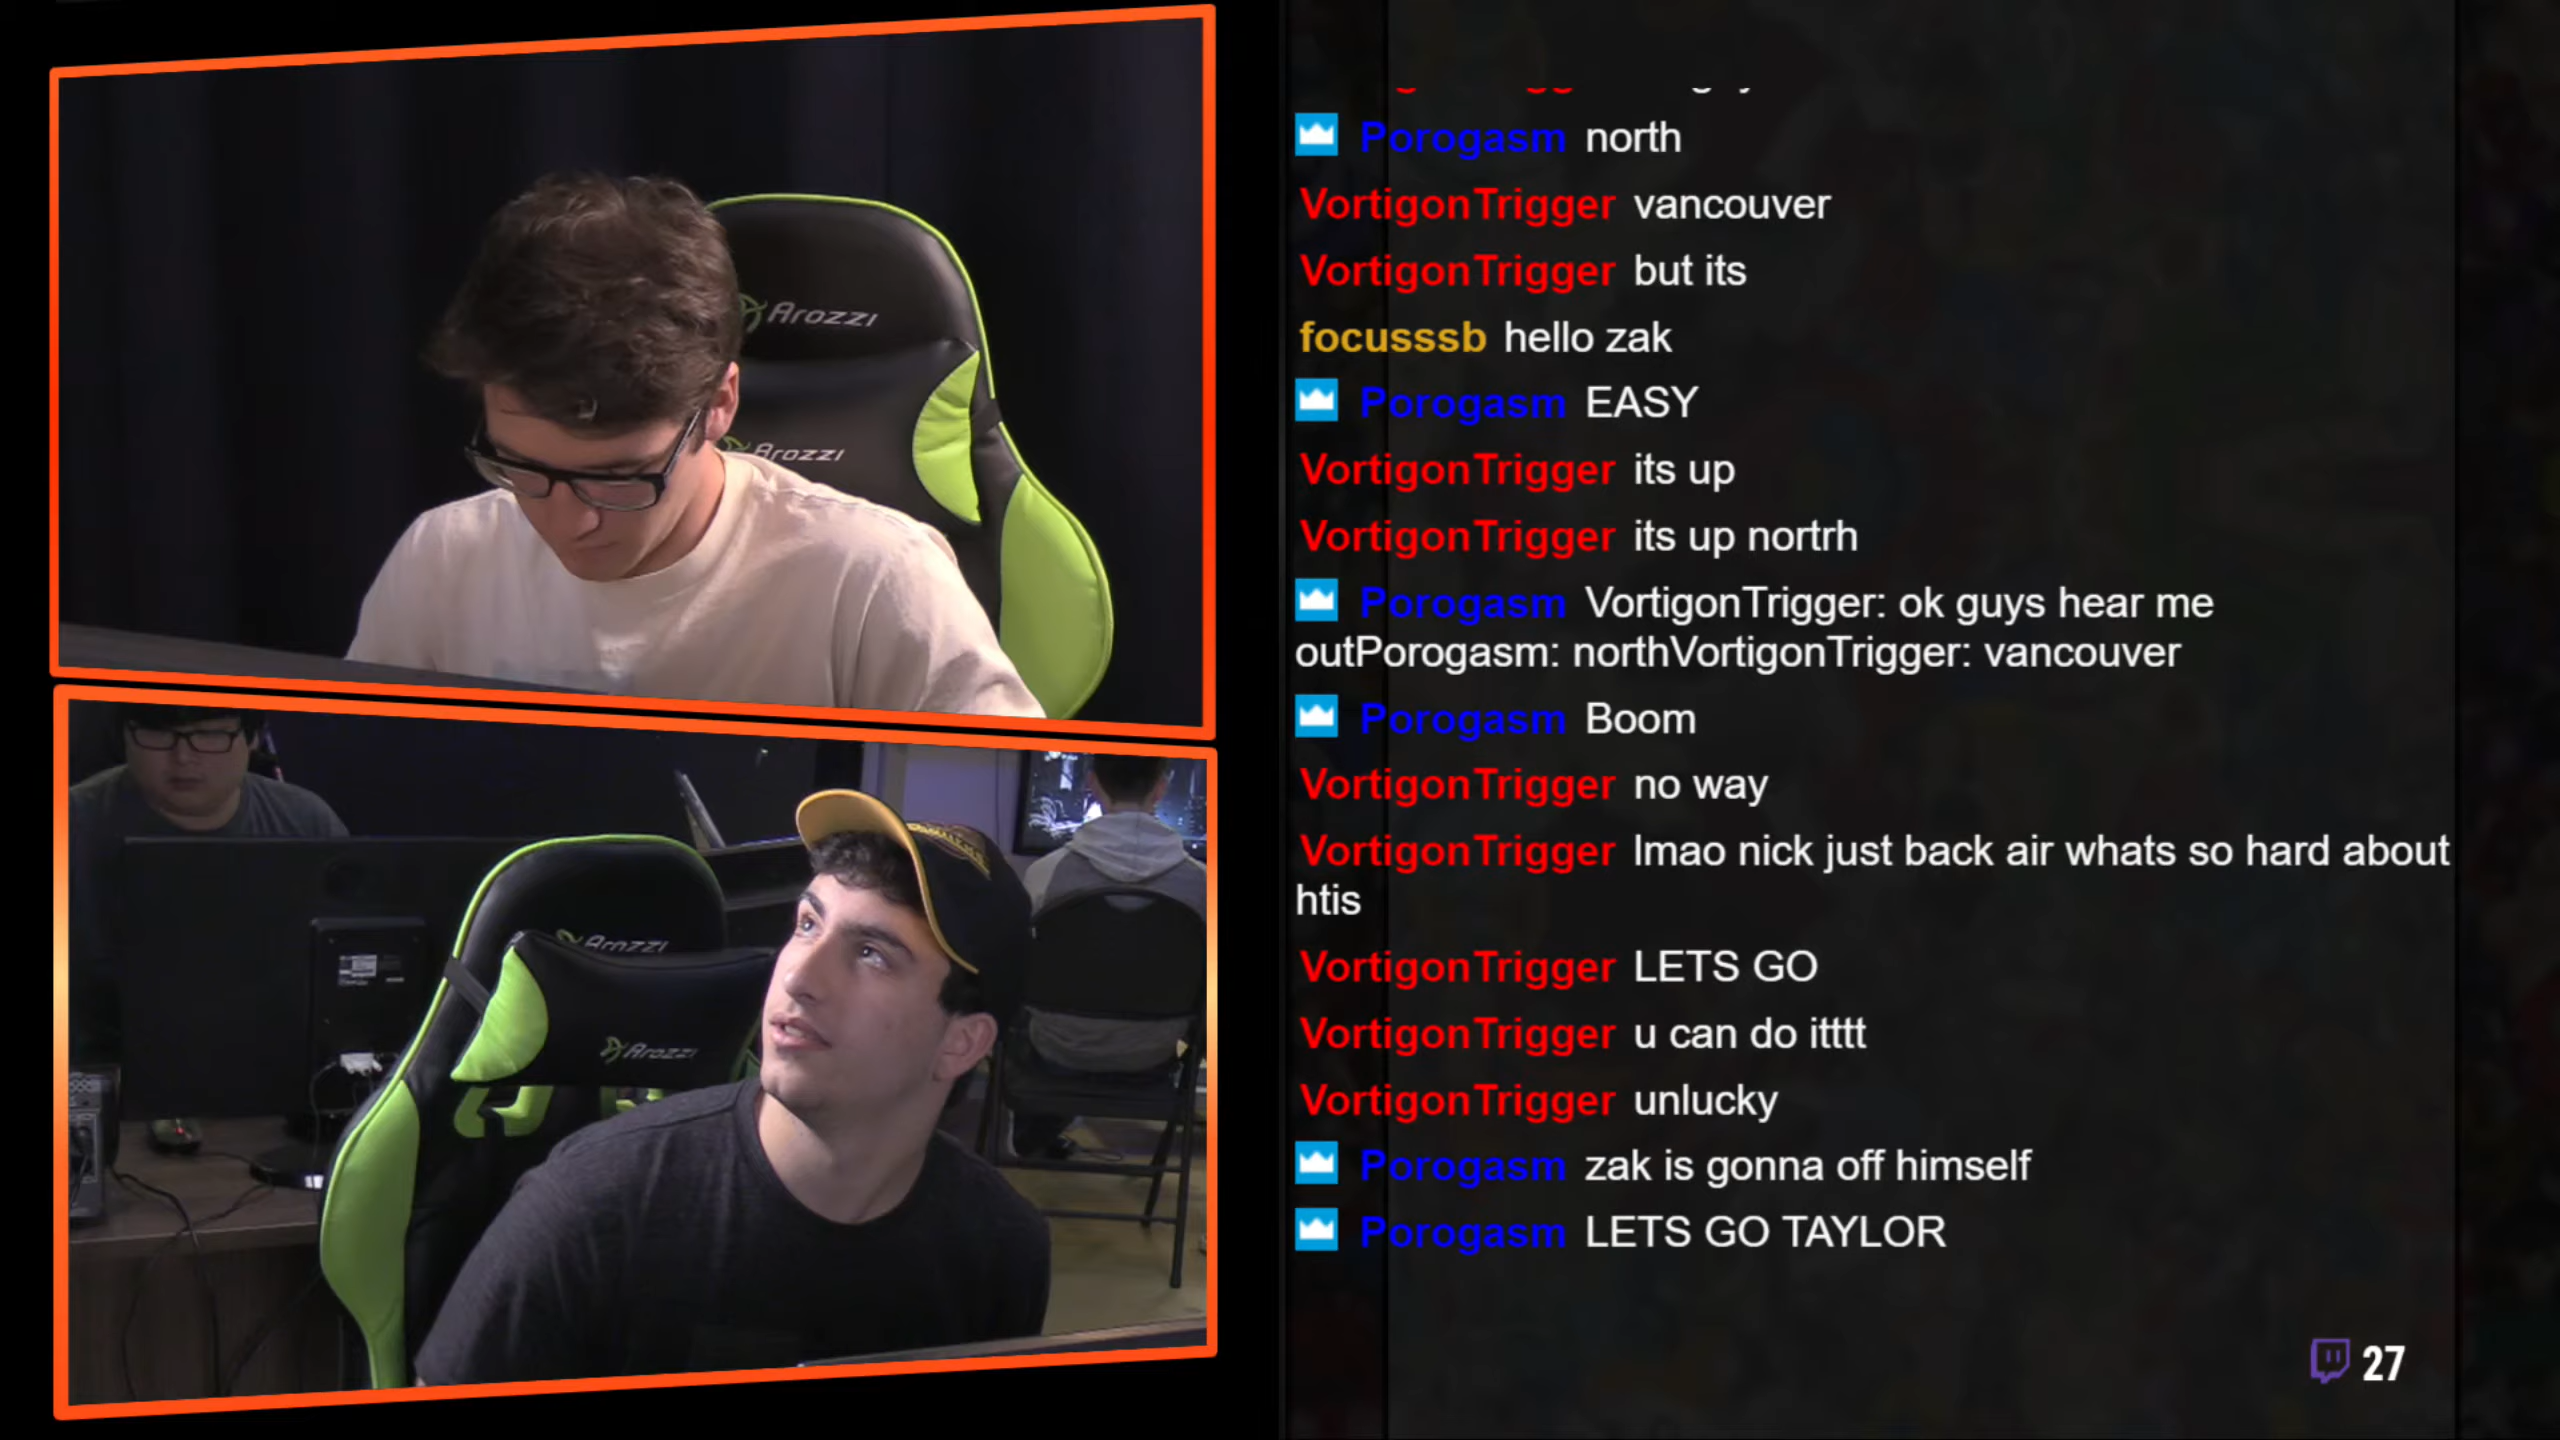 Arozzi
Arozzi
Arozzi
Arozzi
Porogasm north
VortigonTrigger vancouver
VortigonTrigger but its
focusssb hello zak
Porogasm EASY
VortigonTrigger its up
VortigonTrigger its up nortrh
Porogasm VortigonTrigger: ok guys hear me
outPorogasm: northVortigonTrigger: vancouver
Porogasm Boom
VortigonTrigger no way
VortigonTrigger lmao nick just back air whats so hard about
htis
VortigonTrigger LETS GO
VortigonTrigger u can do itttt
VortigonTrigger unlucky
Porogasm zak is gonna off himself
Porogasm LETS GO TAYLOR
27